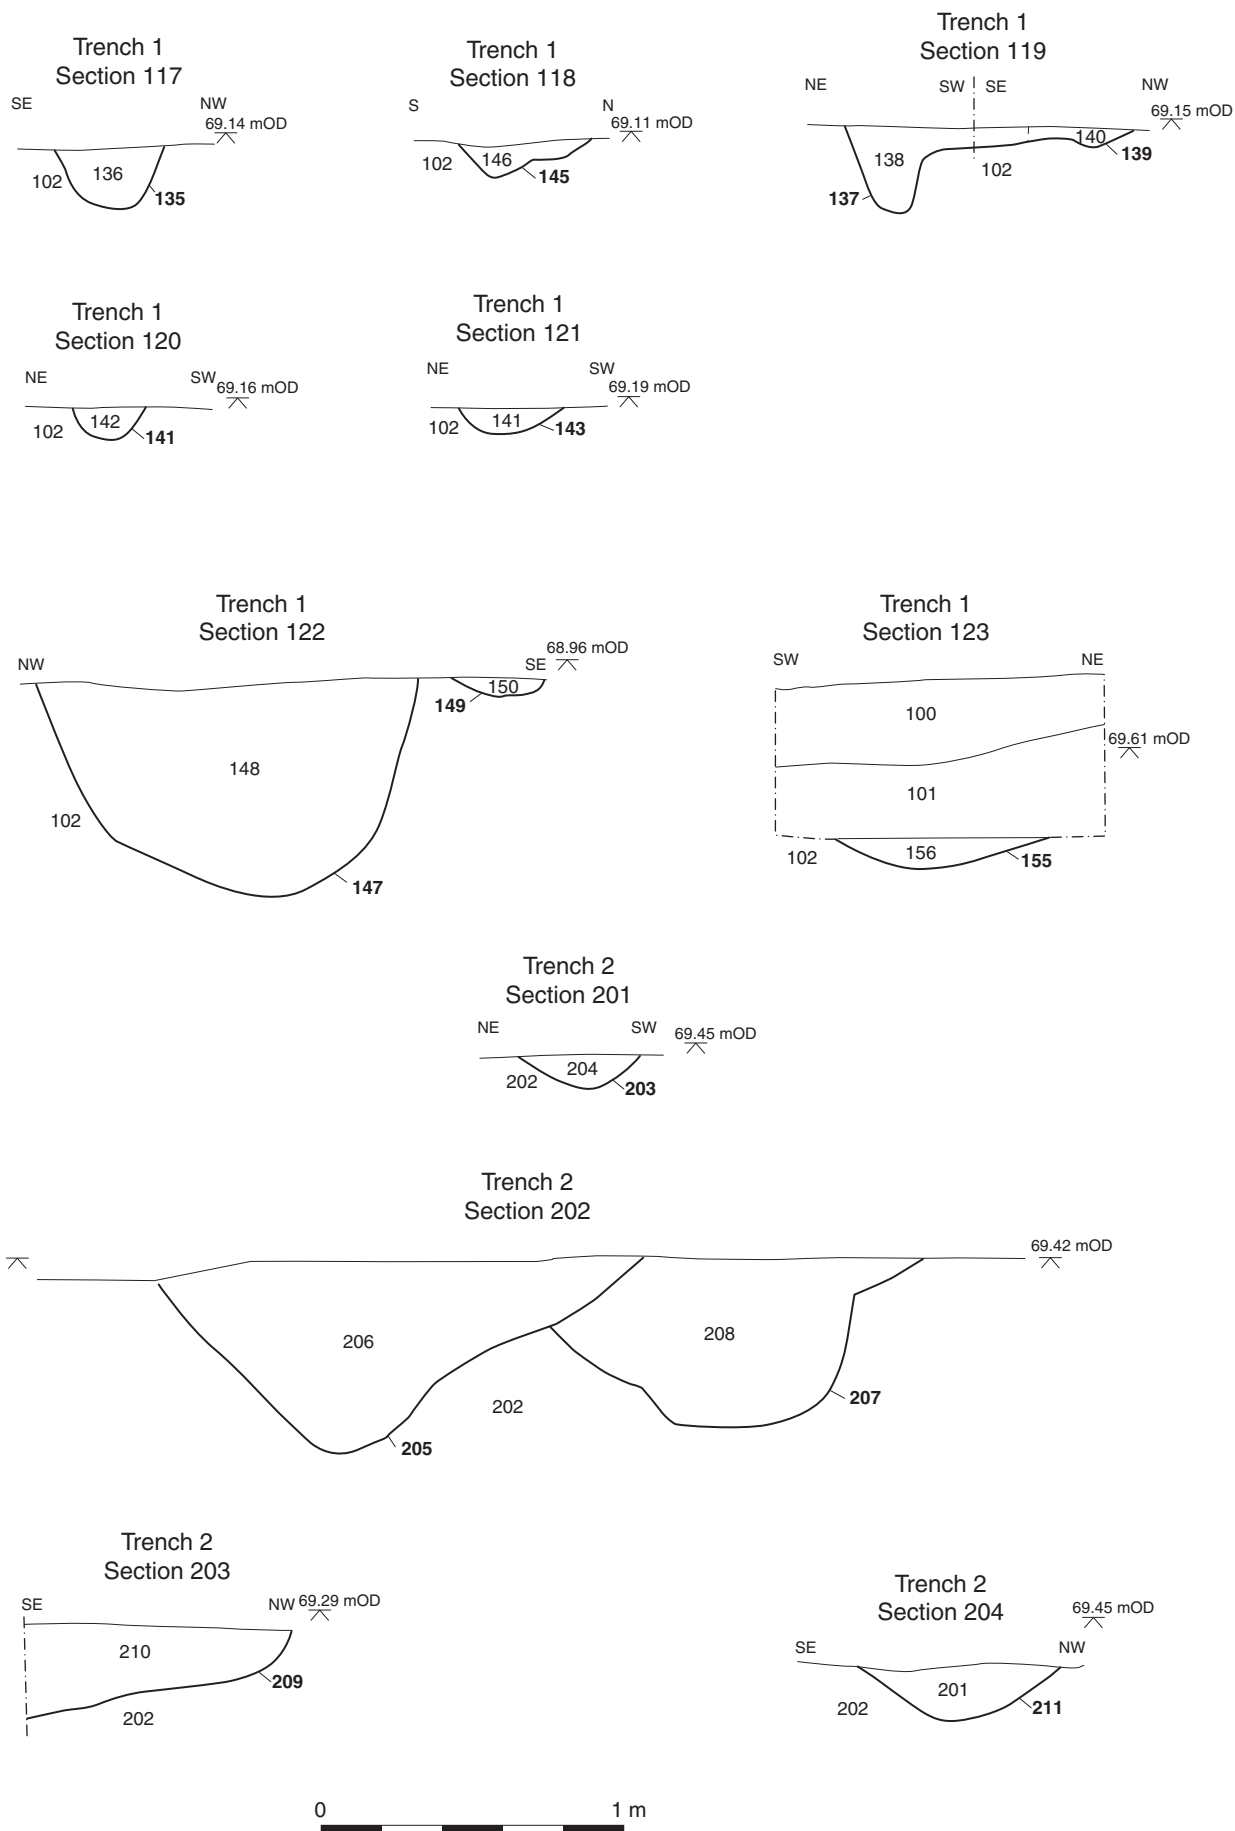 Trench 1
Section 117
SE
NW
69.14 mOD
136
102
135
Trench 1
Section 118
S
N
69.11 mOD
102
146
145
Trench 1
Section 119
NE
SW
SE
NW
69.15 mOD
140
138
139
102
137
Trench 1
Section 120
NE
SW
69.16 mOD
142
102
141
Trench 1
Section 121
NE
SW
69.19 mOD
102
141
143
Trench 1
Section 122
NW
SE
68.96 mOD
150
149
148
102
147
Trench 1
Section 123
SW
NE
100
69.61 mOD
101
102
156
155
Trench 2
Section 201
NE
SW
69.45 mOD
204
202
203
Trench 2
Section 202
69.42 mOD
206
208
202
207
205
Trench 2
Section 203
SE
NW
69.29 mOD
210
209
202
Trench 2
Section 204
69.45 mOD
SE
NW
201
202
211
0
1 m